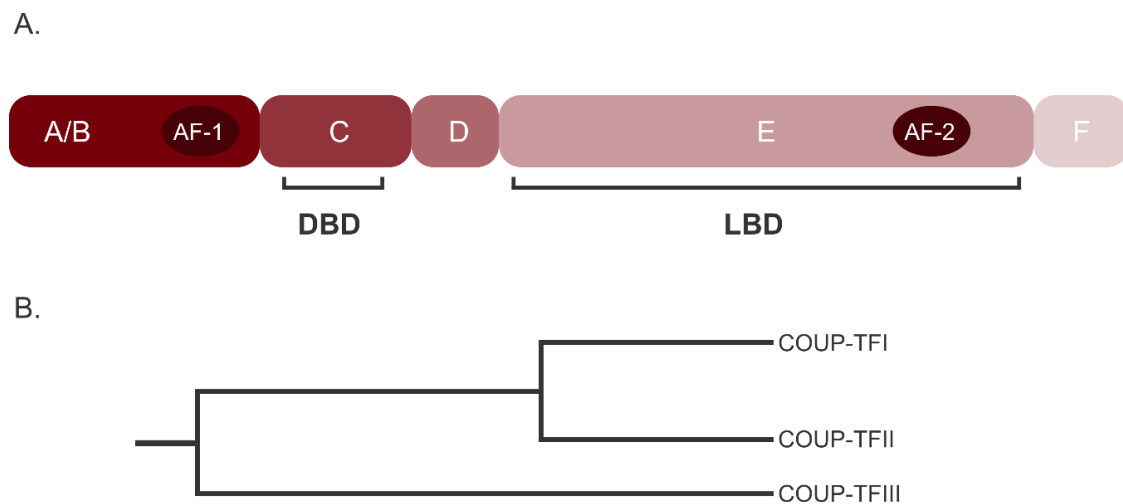 A.
A/B AF-1 C D E AF-2 F
DBD LBD
B.
COUP-TFI
COUP-TFII
COUP-TFIII